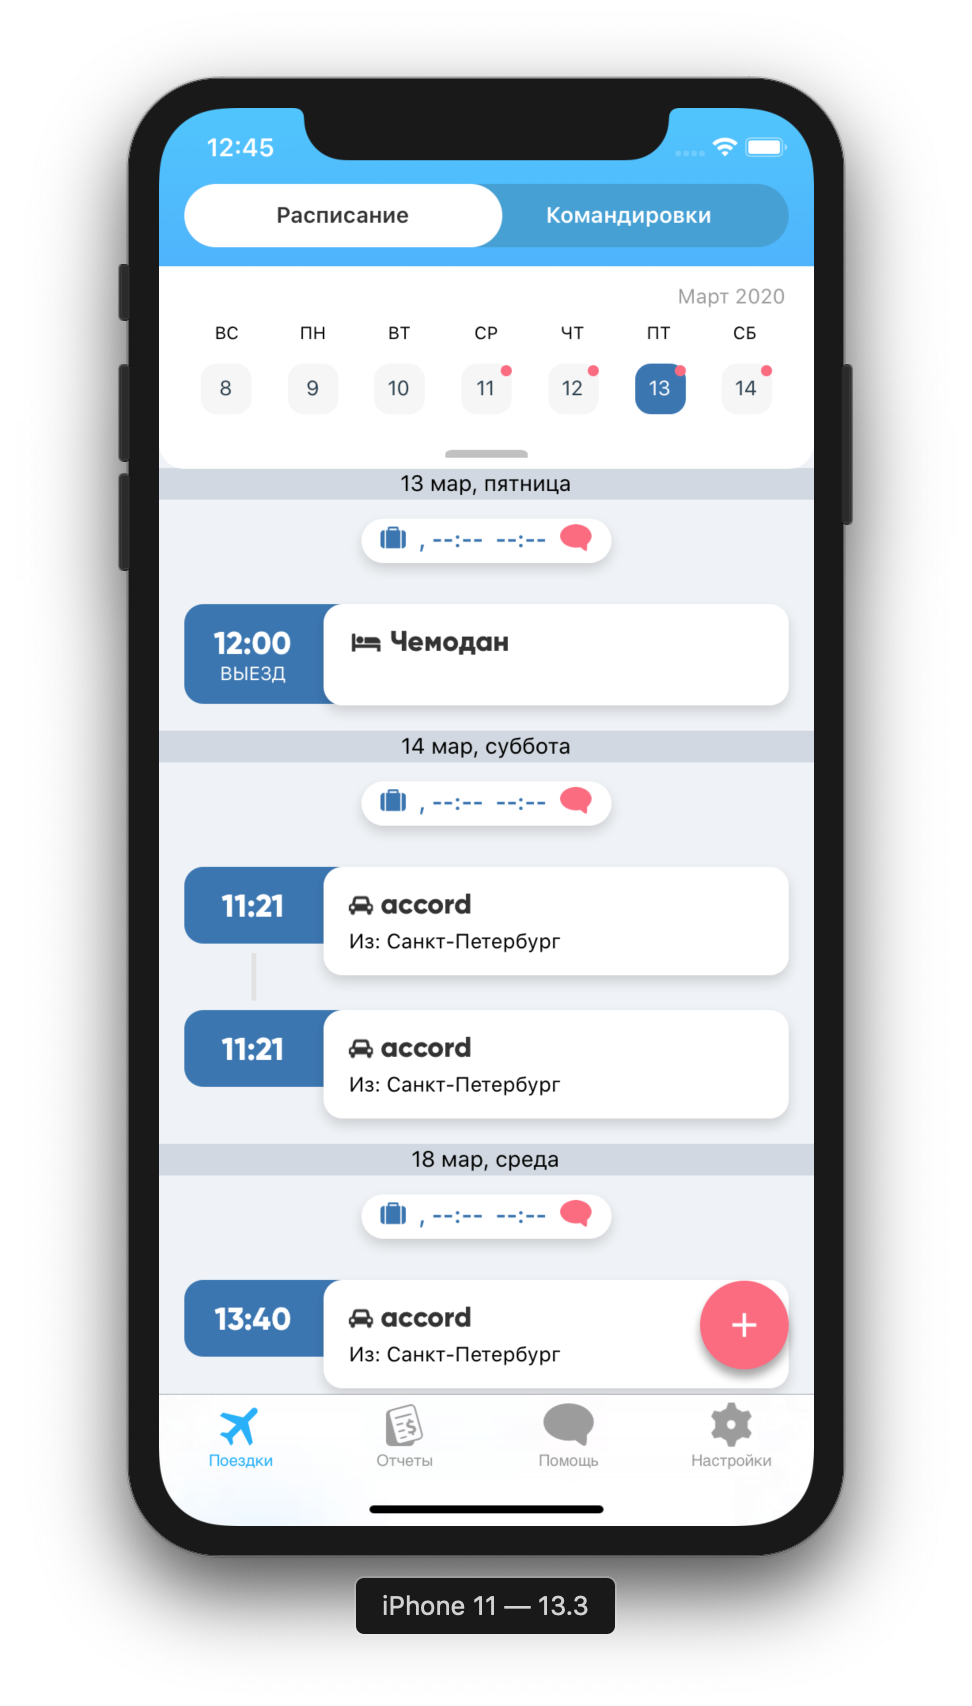 12:45
Расписание Командировки
Март 2020
ВС ПН ВТ СР ЧТ ПТ СБ
8 9 10 11 12 13 14
13 мар, пятница
, --:-- --:--
12:00
ВЫЕЗД
Чемодан
14 мар, суббота
, --:-- --:--
11:21
accord
Из: Санкт-Петербург
11:21
accord
Из: Санкт-Петербург
18 мар, среда
, --:-- --:--
13:40
accord
Из: Санкт-Петербург
+
Поездки Отчеты Помощь Настройки
iPhone 11 — 13.3